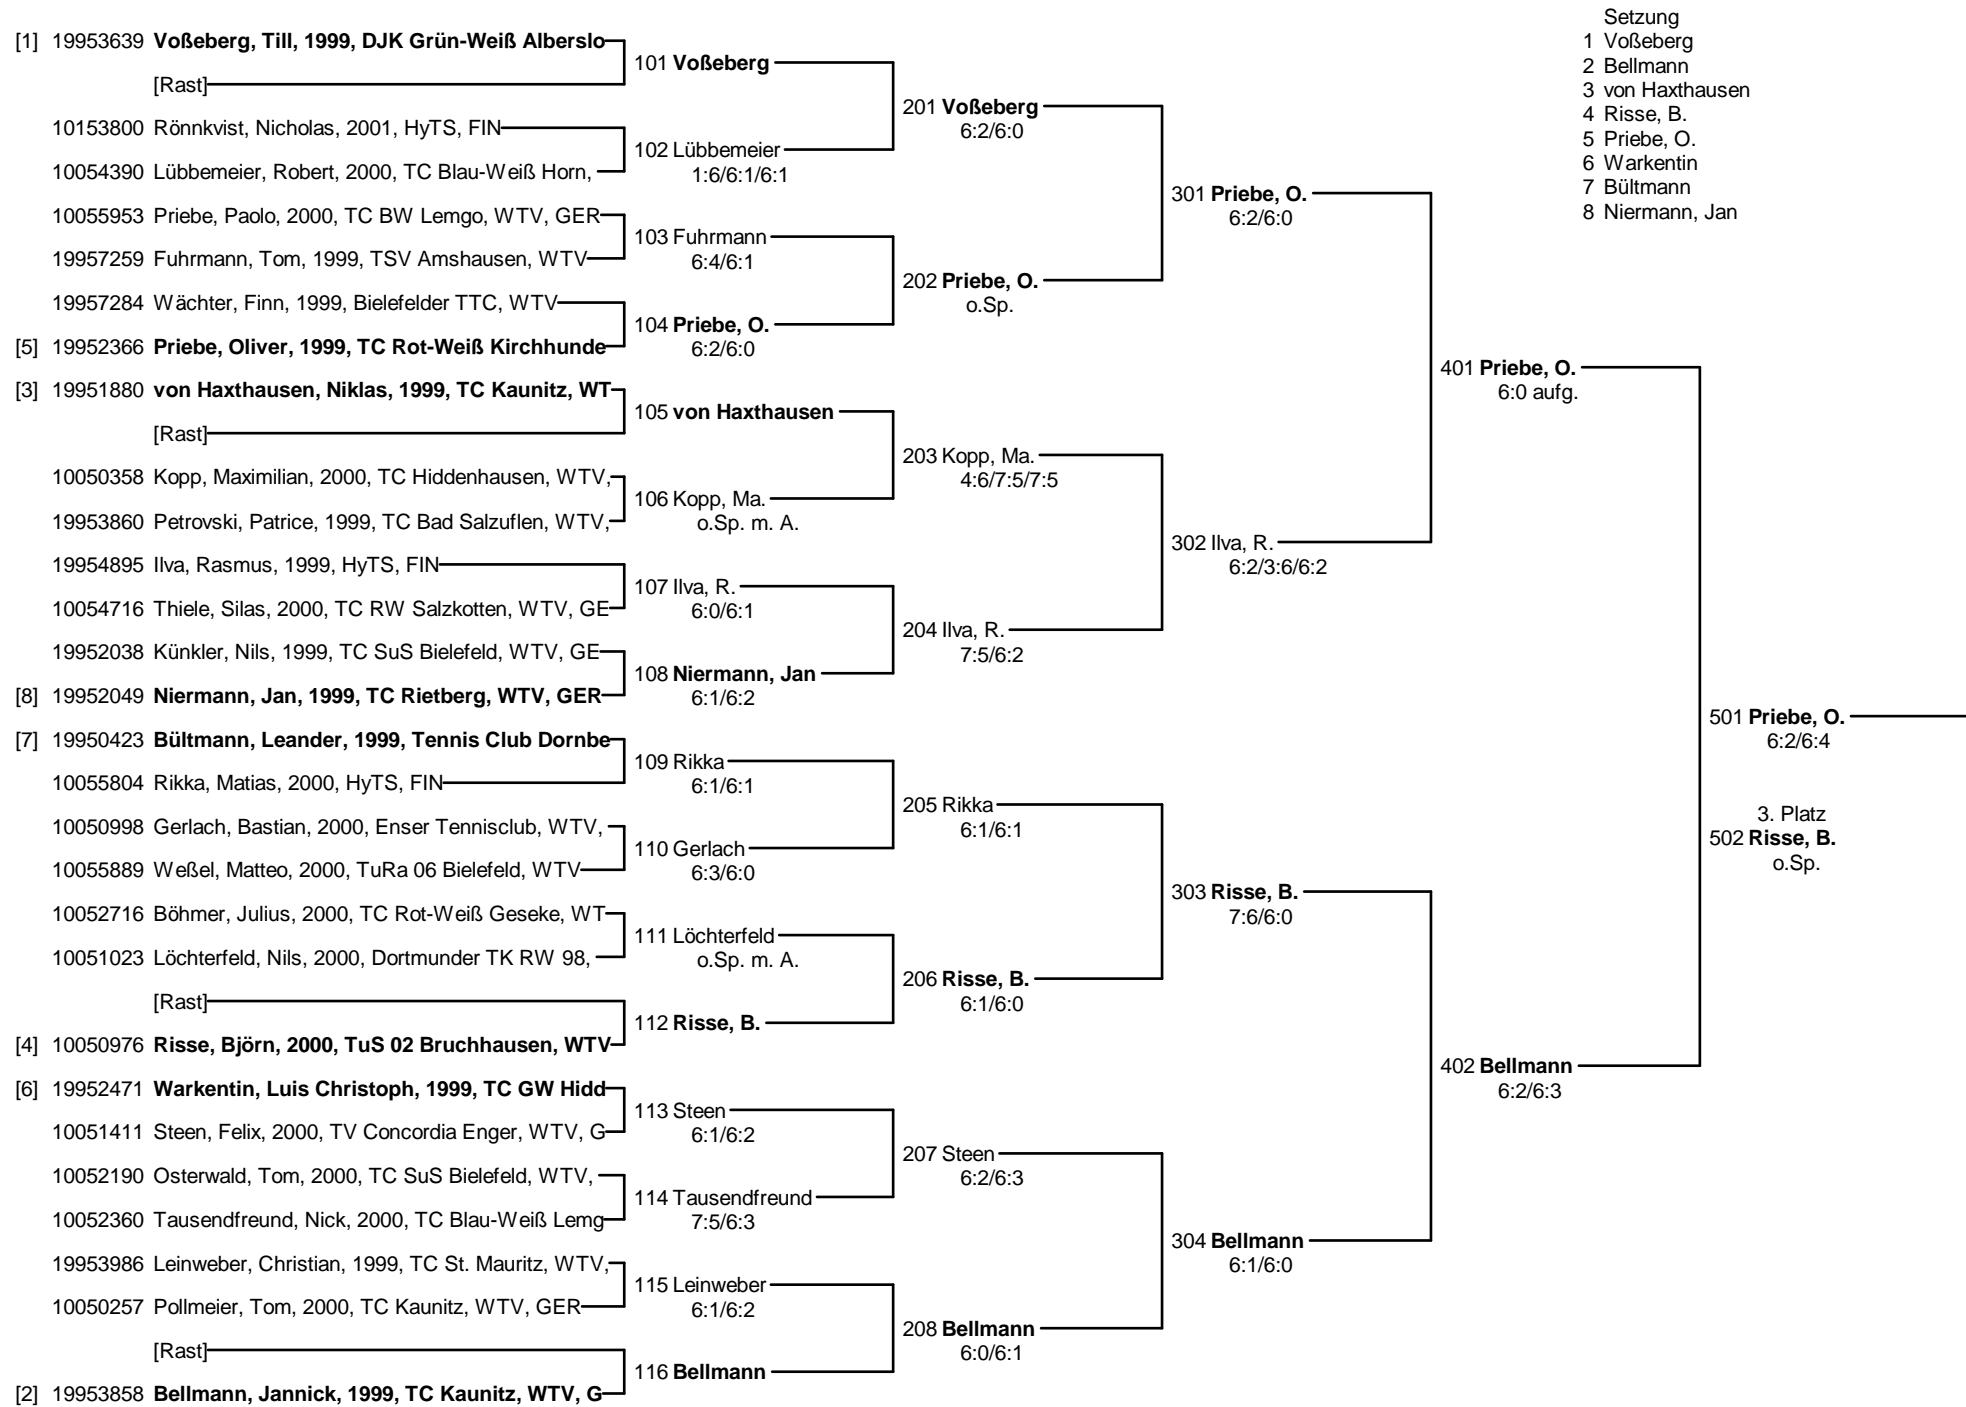 Setzung
1 Voßeberg
2 Bellmann
3 von Haxthausen
4 Risse, B.
5 Priebe, O.
6 Warkentin
7 Bültmann
8 Niermann, Jan
[1] 19953639 Voßeberg, Till, 1999, DJK Grün-Weiß Alberslo
[Rast]
10153800 Rönnkvist, Nicholas, 2001, HyTS, FIN
10054390 Lübbemeier, Robert, 2000, TC Blau-Weiß Horn,
10055953 Priebe, Paolo, 2000, TC BW Lemgo, WTV, GER
19957259 Fuhrmann, Tom, 1999, TSV Amshausen, WTV
19957284 Wächter, Finn, 1999, Bielefelder TTC, WTV
[5] 19952366 Priebe, Oliver, 1999, TC Rot-Weiß Kirchhunde
[3] 19951880 von Haxthausen, Niklas, 1999, TC Kaunitz, WT
[Rast]
10050358 Kopp, Maximilian, 2000, TC Hiddenhausen, WTV,
19953860 Petrovski, Patrice, 1999, TC Bad Salzuflen, WTV,
19954895 Ilva, Rasmus, 1999, HyTS, FIN
10054716 Thiele, Silas, 2000, TC RW Salzkotten, WTV, GE
19952038 Künkler, Nils, 1999, TC SuS Bielefeld, WTV, GE
[8] 19952049 Niermann, Jan, 1999, TC Rietberg, WTV, GER
[7] 19950423 Bültmann, Leander, 1999, Tennis Club Dornbe
10055804 Rikka, Matias, 2000, HyTS, FIN
10050998 Gerlach, Bastian, 2000, Enser Tennisclub, WTV,
10055889 Weßel, Matteo, 2000, TuRa 06 Bielefeld, WTV
10052716 Böhmer, Julius, 2000, TC Rot-Weiß Geseke, WT
10051023 Löchterfeld, Nils, 2000, Dortmunder TK RW 98,
[Rast]
[4] 10050976 Risse, Björn, 2000, TuS 02 Bruchhausen, WTV
[6] 19952471 Warkentin, Luis Christoph, 1999, TC GW Hidd
10051411 Steen, Felix, 2000, TV Concordia Enger, WTV, G
10052190 Osterwald, Tom, 2000, TC SuS Bielefeld, WTV,
10052360 Tausendfreund, Nick, 2000, TC Blau-Weiß Lemg
19953986 Leinweber, Christian, 1999, TC St. Mauritz, WTV,
10050257 Pollmeier, Tom, 2000, TC Kaunitz, WTV, GER
[Rast]
[2] 19953858 Bellmann, Jannick, 1999, TC Kaunitz, WTV, G
101 Voßeberg
102 Lübbemeier
1:6/6:1/6:1
103 Fuhrmann
6:4/6:1
104 Priebe, O.
6:2/6:0
105 von Haxthausen
106 Kopp, Ma.
o.Sp. m. A.
107 Ilva, R.
6:0/6:1
108 Niermann, Jan
6:1/6:2
109 Rikka
6:1/6:1
110 Gerlach
6:3/6:0
111 Löchterfeld
o.Sp. m. A.
112 Risse, B.
113 Steen
6:1/6:2
114 Tausendfreund
7:5/6:3
115 Leinweber
6:1/6:2
116 Bellmann
201 Voßeberg
6:2/6:0
202 Priebe, O.
o.Sp.
203 Kopp, Ma.
4:6/7:5/7:5
204 Ilva, R.
7:5/6:2
205 Rikka
6:1/6:1
206 Risse, B.
6:1/6:0
207 Steen
6:2/6:3
208 Bellmann
6:0/6:1
301 Priebe, O.
6:2/6:0
302 Ilva, R.
6:2/3:6/6:2
303 Risse, B.
7:6/6:0
304 Bellmann
6:1/6:0
401 Priebe, O.
6:0 aufg.
402 Bellmann
6:2/6:3
501 Priebe, O.
6:2/6:4
3. Platz
502 Risse, B.
o.Sp.